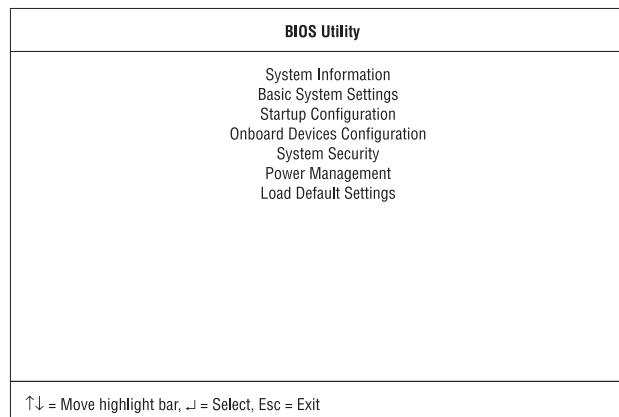 BIOS Utility
System Information
Basic System Settings
Startup Configuration
Onboard Devices Configuration
System Security
Power Management
Load Default Settings
↑↓ = Move highlight bar, ↵ = Select, Esc = Exit